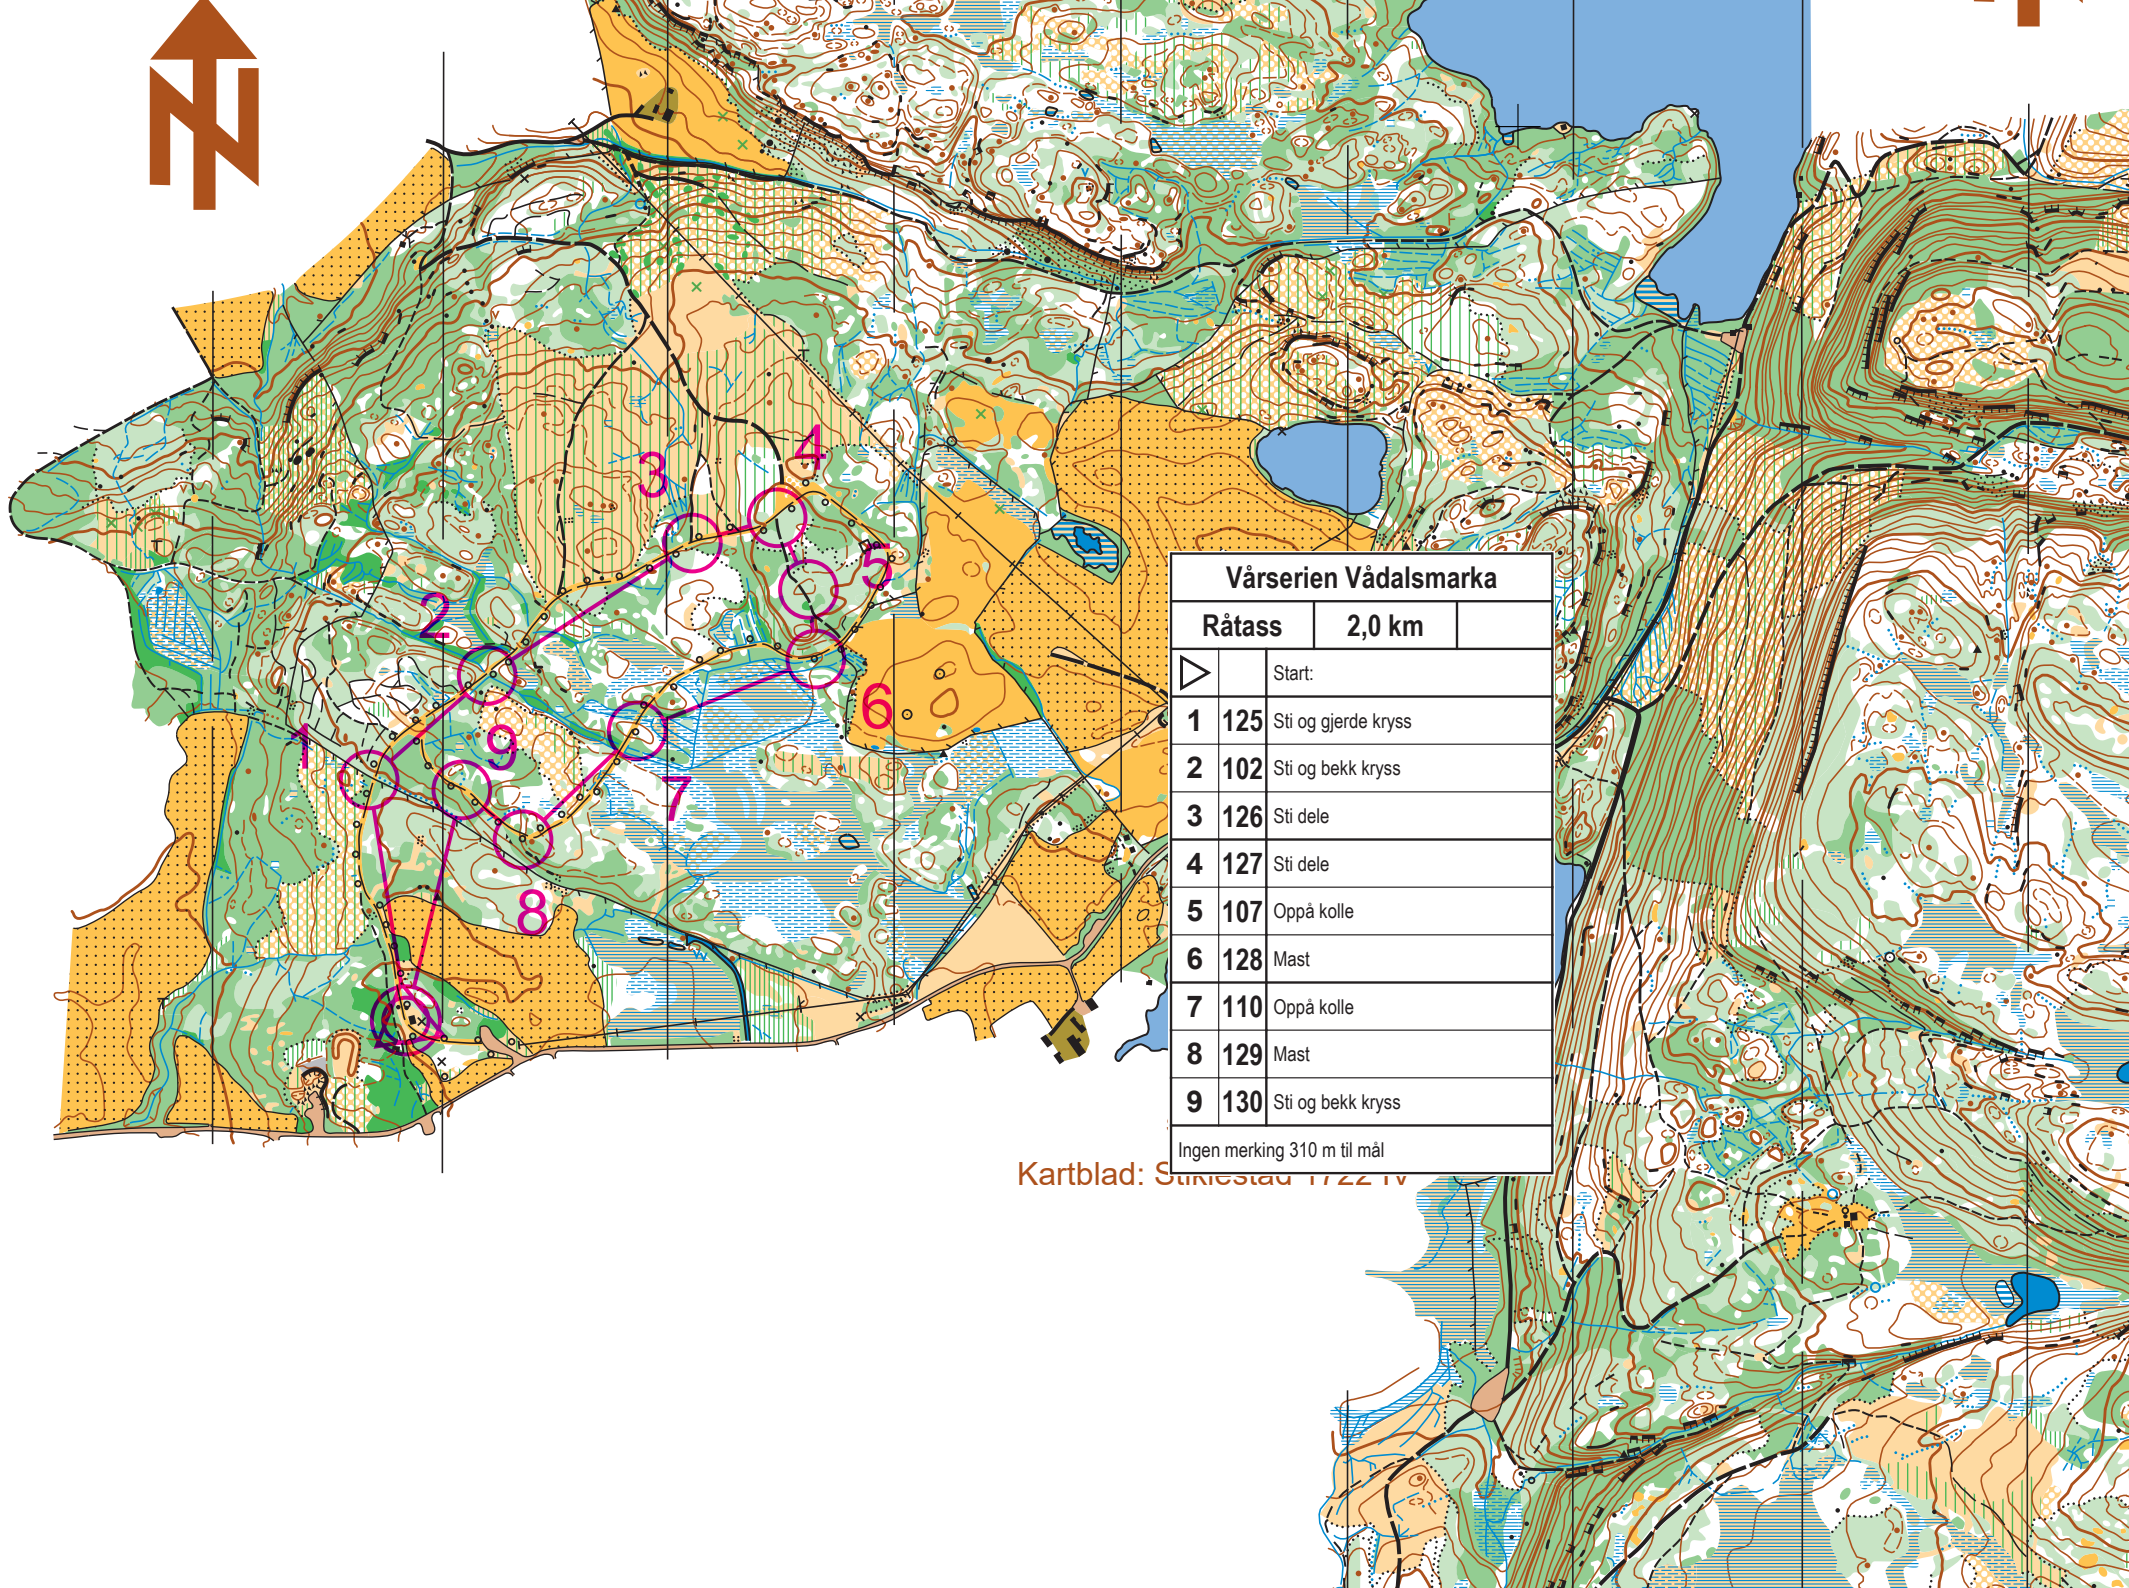 N
3
4
5
2
6
1
9
7
8
Vårserien Vådalsmarka
Råtass 2,0 km
Start:
1 125 Sti og gjerde kryss
2 102 Sti og bekk kryss
3 126 Sti dele
4 127 Sti dele
5 107 Oppå kolle
6 128 Mast
7 110 Oppå kolle
8 129 Mast
9 130 Sti og bekk kryss
Ingen merking 310 m til mål
Kartblad: Stiklestad 1722 IV